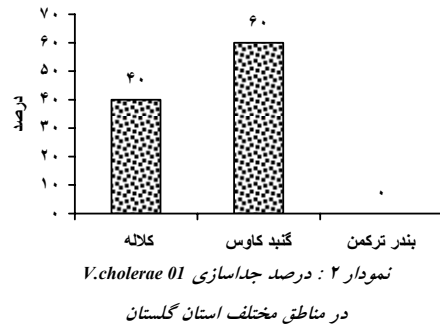 ۷۰
۶۰
۵۰
۴۰
۳۰
۲۰
۱۰
۰
درصد
۴۰
۶۰
۰
کلاله
گنبد کاوس
بندر ترکمن
نمودار ۲ : درصد جداسازی V.cholerae 01
در مناطق مختلف استان گلستان